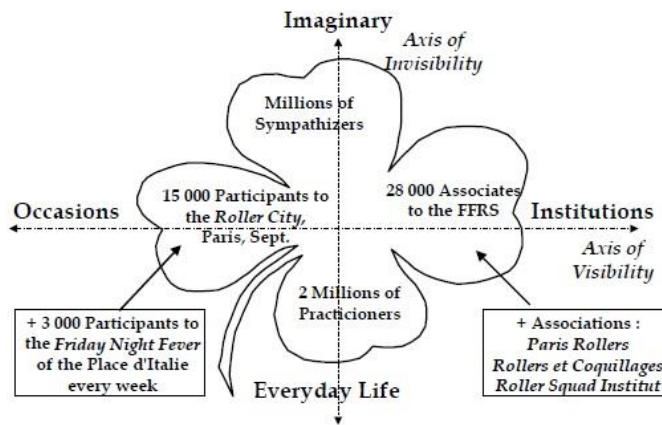 Imaginary
Axis of
Invisibility
Millions of
Sympathizers
15 000 Participants to
the Roller City,
Paris, Sept.
28 000 Associates
to the FFRS
Occasions
Institutions
Axis of
Visibility
2 Millions of
Practicioners
+ 3 000 Participants to
the Friday Night Fever
of the Place d'Italie
every week
+ Associations :
Paris Rollers
Rollers et Coquillages
Roller Squad Institut
Everyday Life